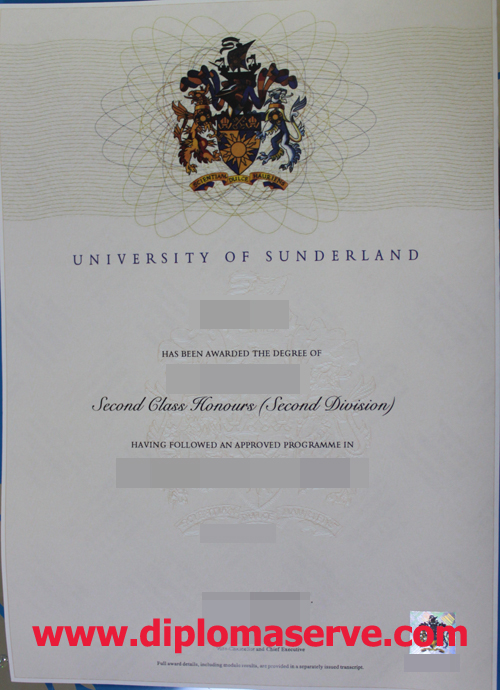 UNIVERSITY OF SUNDERLAND
HAS BEEN AWARDED THE DEGREE OF
Second Class Honours (Second Division)
HAVING FOLLOWED AN APPROVED PROGRAMME IN
www.diplomaserve.com
and Chief Executive
Full award details, including module results, are provided in a separately issued transcript.